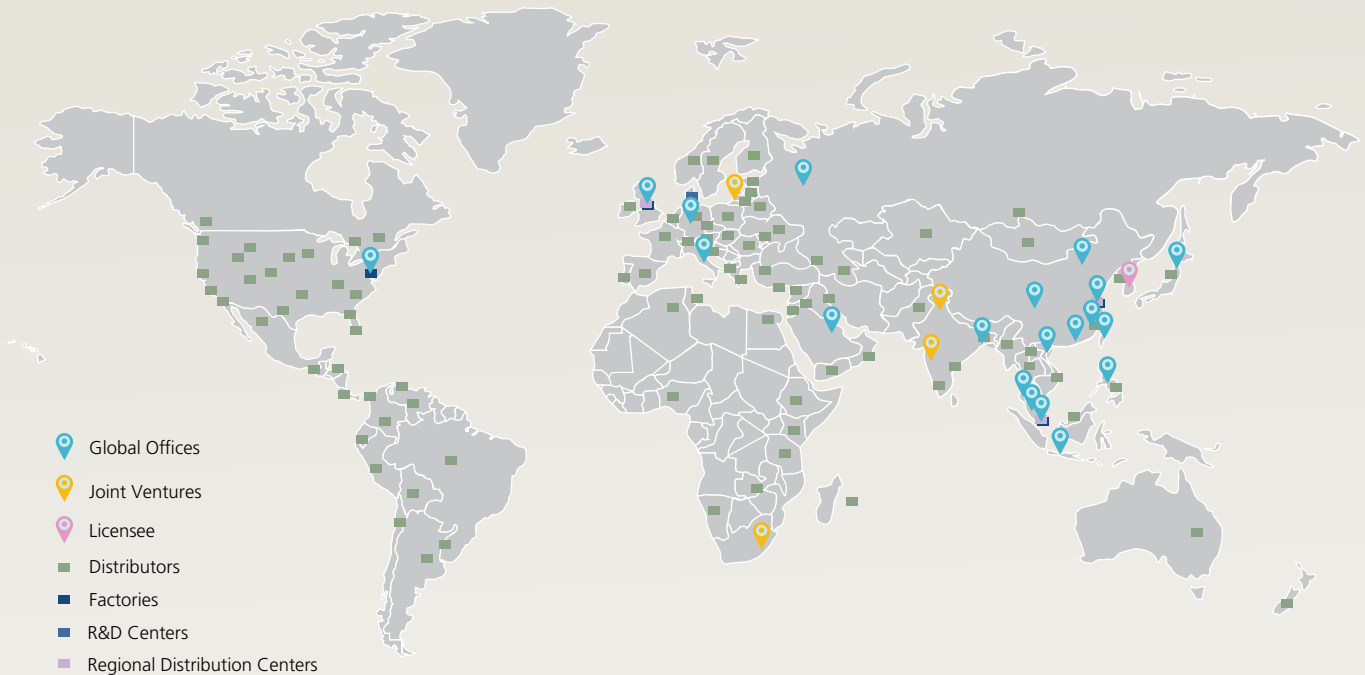 Global Offices
Joint Ventures
Licensee
Distributors
Factories
R&D Centers
Regional Distribution Centers